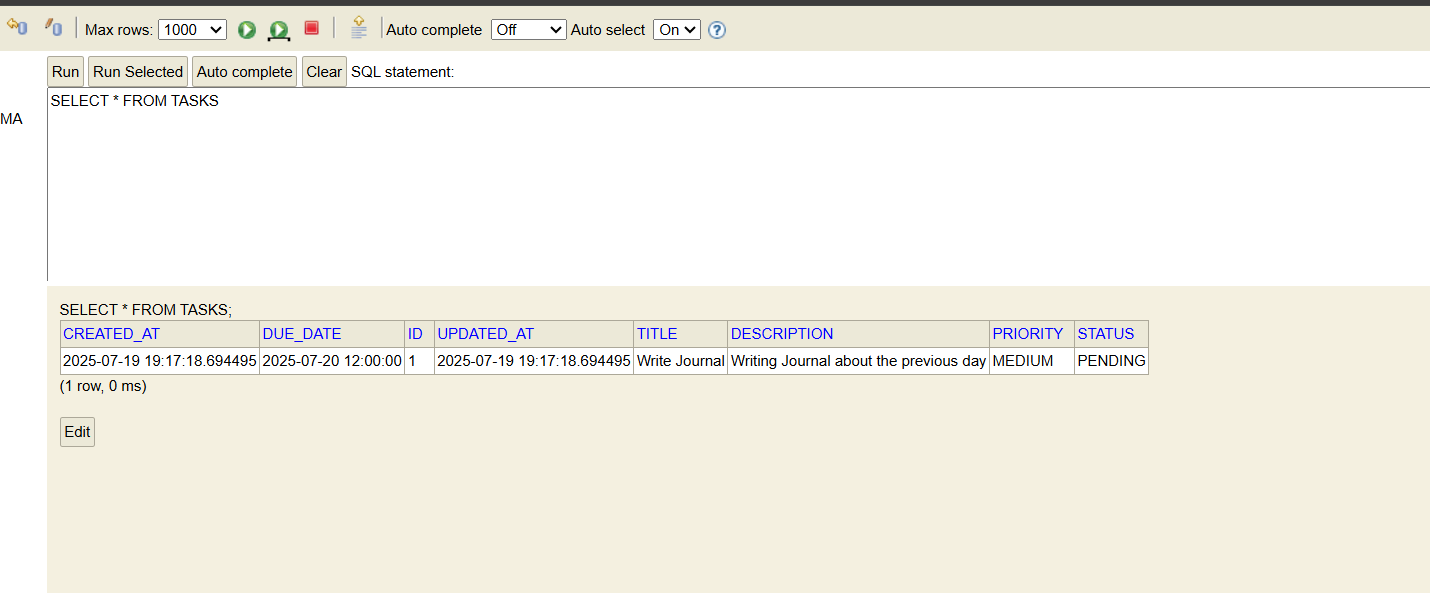 Max rows: 1000 Auto complete Off Auto select On ?
Run Run Selected Auto complete Clear SQL statement:
SELECT * FROM TASKS
MA
SELECT * FROM TASKS;
CREATED_AT DUE_DATE ID UPDATED_AT TITLE DESCRIPTION PRIORITY STATUS
2025-07-19 19:17:18.694495 2025-07-20 12:00:00 1 2025-07-19 19:17:18.694495 Write Journal Writing Journal about the previous day MEDIUM PENDING
(1 row, 0 ms)
Edit